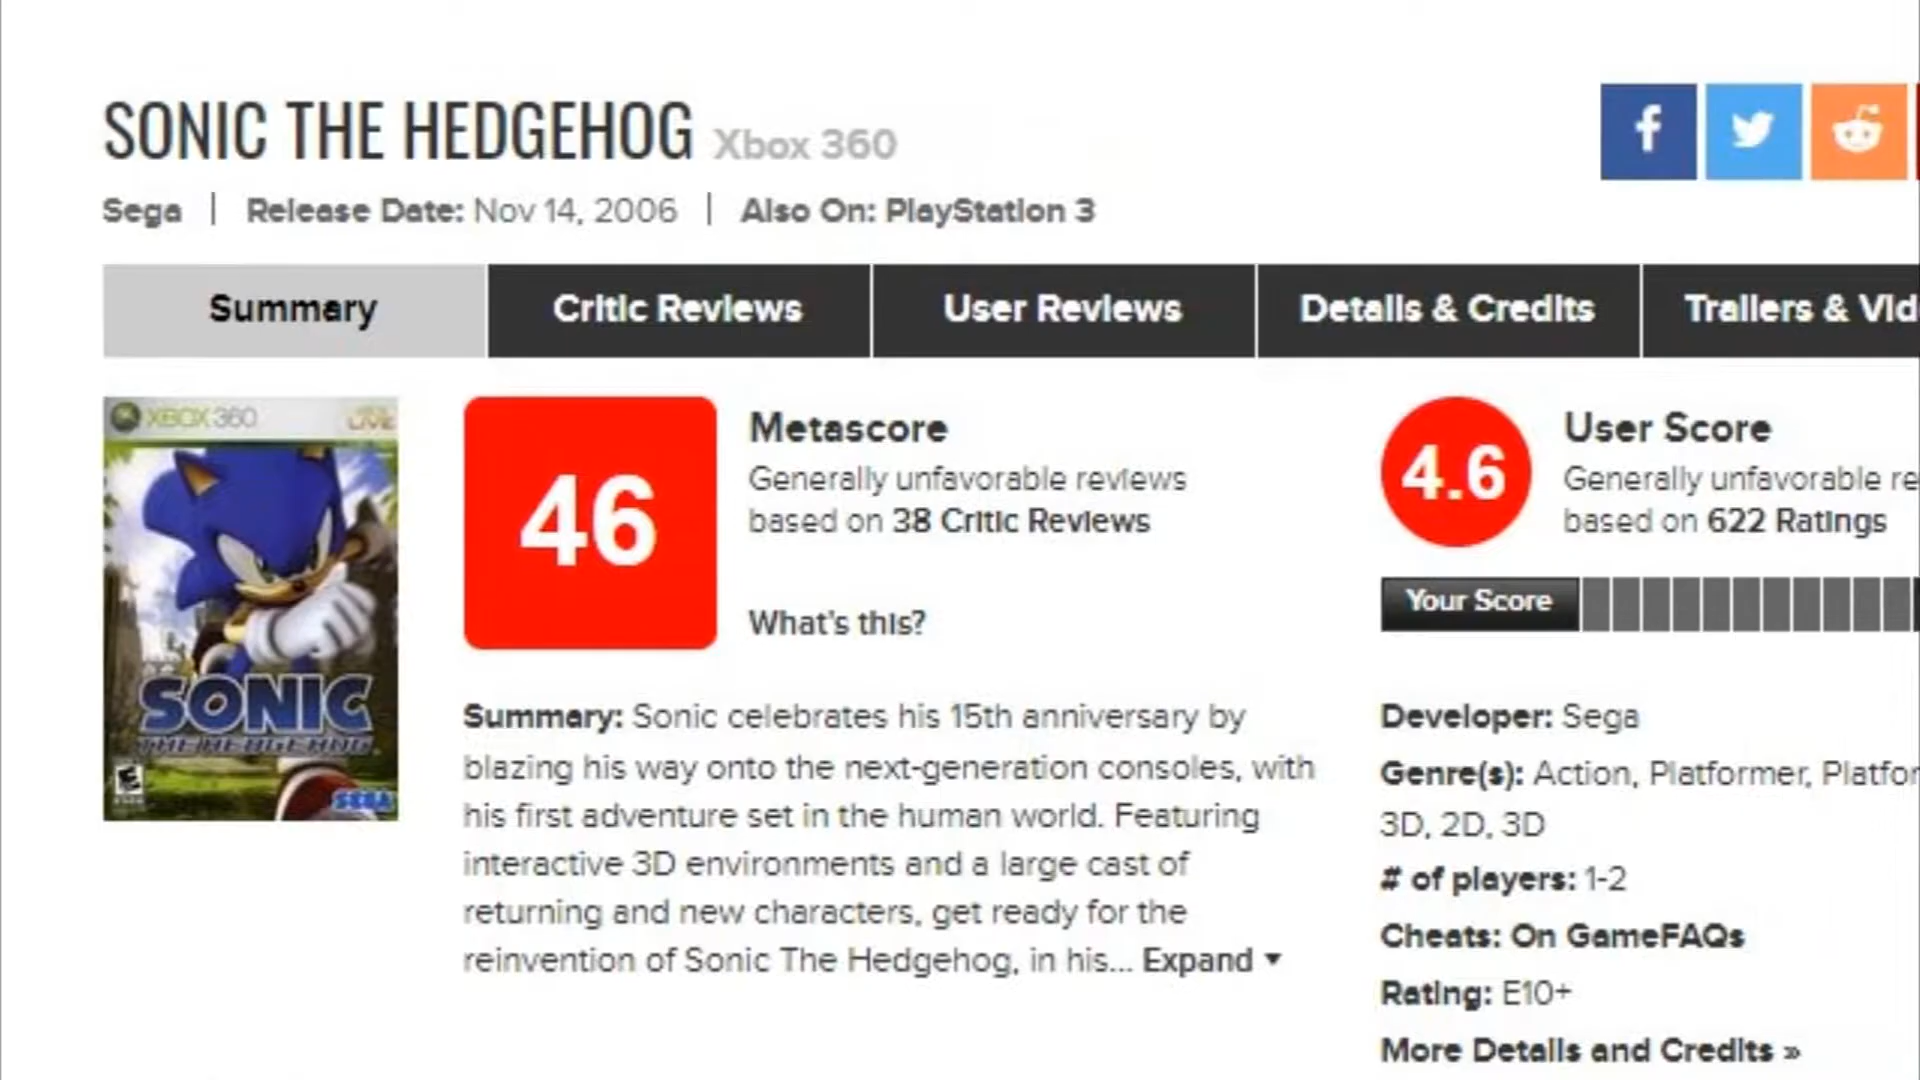 SONIC THE HEDGEHOG Xbox 360
Sega | Release Date: Nov 14, 2006 | Also On: PlayStation 3
Summary
Critic Reviews
User Reviews
Details & Credits
Trailers & Vid
XBOX 360 LIVE
SONIC
THE HEDGEHOG
E
SEGA
46
Metascore
Generally unfavorable reviews
based on 38 Critic Reviews
What's this?
4.6
User Score
Generally unfavorable re
based on 622 Ratings
Your Score
Summary: Sonic celebrates his 15th anniversary by
blazing his way onto the next-generation consoles, with
his first adventure set in the human world. Featuring
interactive 3D environments and a large cast of
returning and new characters, get ready for the
reinvention of Sonic The Hedgehog, in his... Expand
Developer: Sega
Genre(s): Action, Platformer, Platfor
3D, 2D, 3D
# of players: 1-2
Cheats: On GameFAQs
Rating: E10+
More Details and Credits »